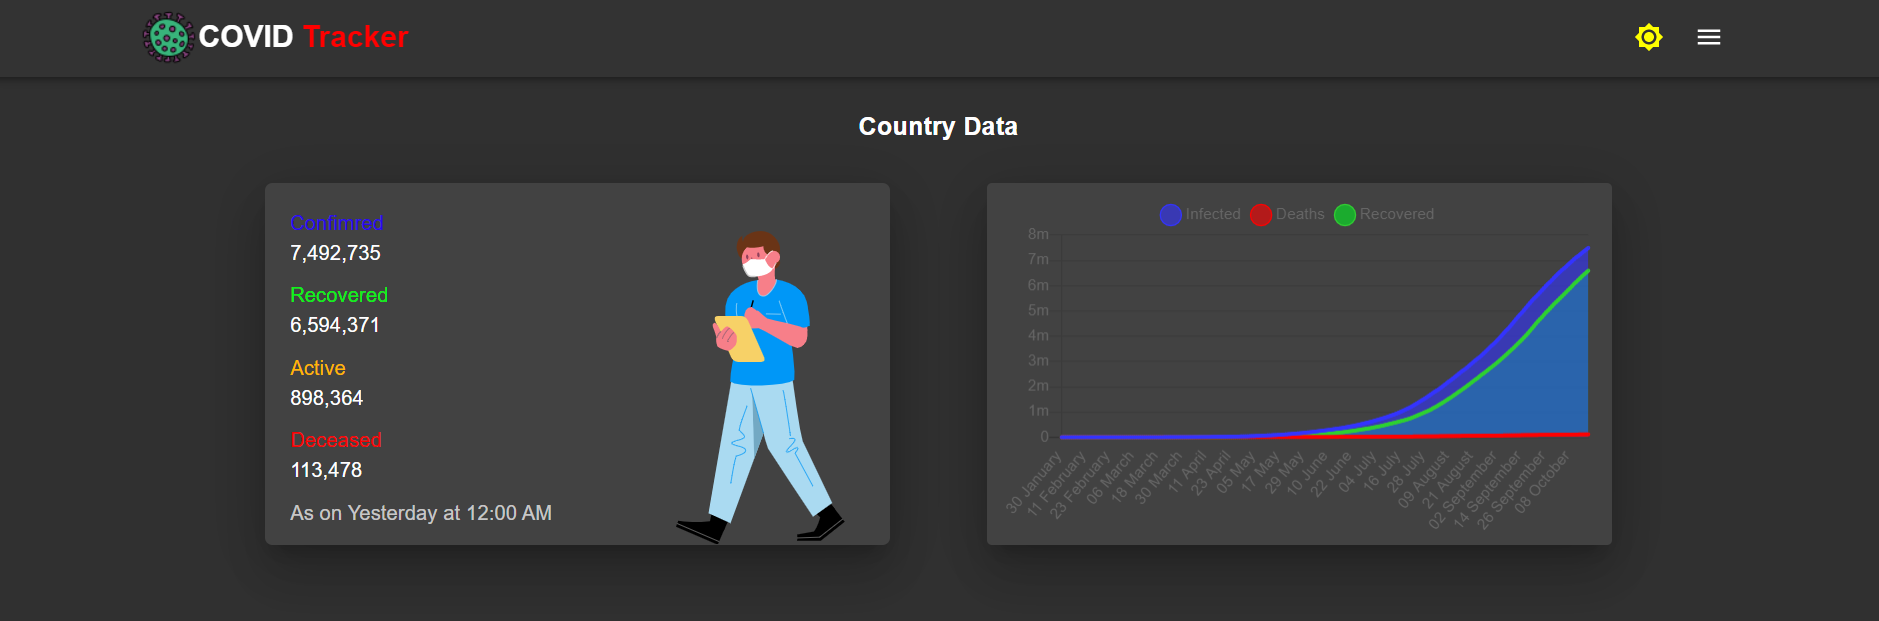 COVID Tracker
Country Data
Confimred
7,492,735
Recovered
6,594,371
Active
898,364
Deceased
113,478
As on Yesterday at 12:00 AM
Infected Deaths Recovered
8m
7m
6m
5m
4m
3m
2m
1m
0
30 January
11 February
23 February
06 March
18 March
30 March
11 April
23 April
05 May
17 May
29 May
10 June
22 June
04 July
16 July
28 July
09 August
21 August
02 September
14 September
26 September
08 October